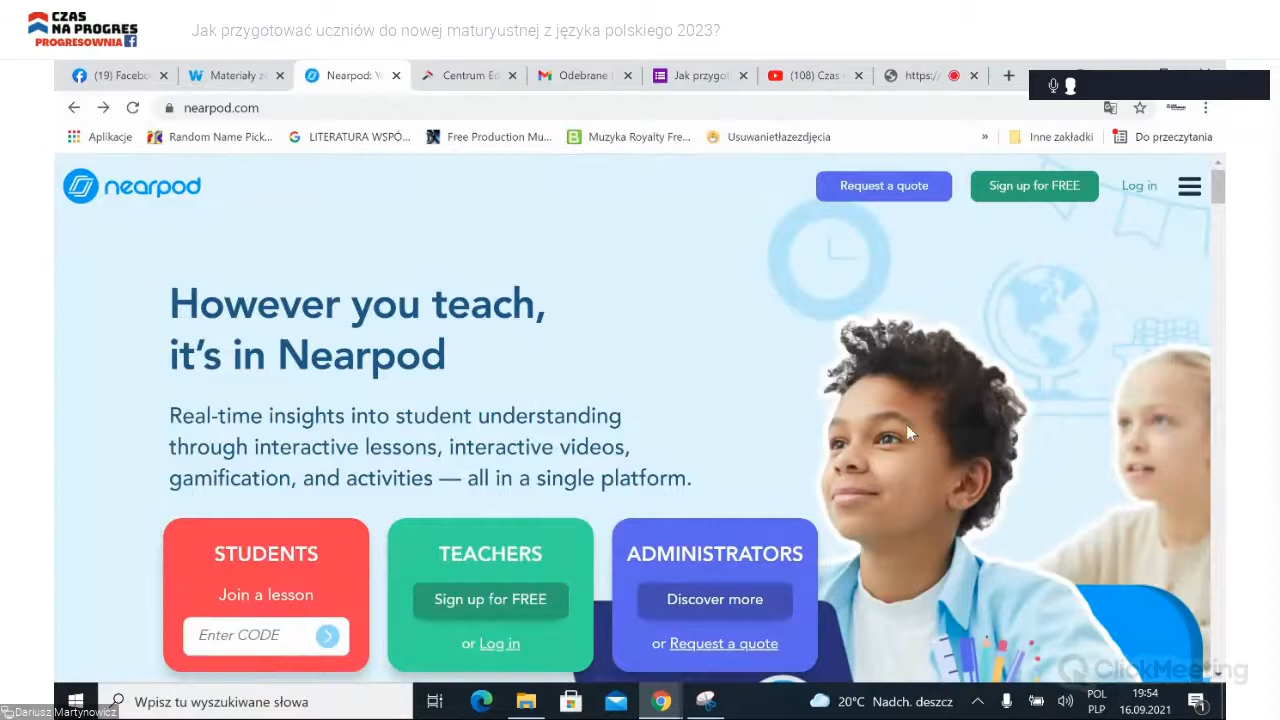 CZAS
NA PROGRES
PROGRESOWNIA
Jak przygotować uczniów do nowej maturyustnej z języka polskiego 2023?
(19) Facebo
Materiały z
Nearpod: Y
Centrum Ed
Odebrane
Jak przygot
(108) Czas
https:/
nearpod.com
Aplikacje
Random Name Pick...
LITERATURA WSPÓ...
Free Production Mu...
Muzyka Royalty Fre...
Usuwanietłazezdjecia
»
Inne zakładki
Do przeczytania
nearpod
Request a quote
Sign up for FREE
Log in
However you teach,
it's in Nearpod
Real-time insights into student understanding
through interactive lessons, interactive videos,
gamification, and activities — all in a single platform.
STUDENTS
Join a lesson
Enter CODE
TEACHERS
Sign up for FREE
or Log in
ADMINISTRATORS
Discover more
or Request a quote
ClickMeeting
Wpisz tu wyszukiwane słowa
20°C Nadch. deszcz
POL
PLP
19:54
16.09.2021
1
Dariusz Martynowicz